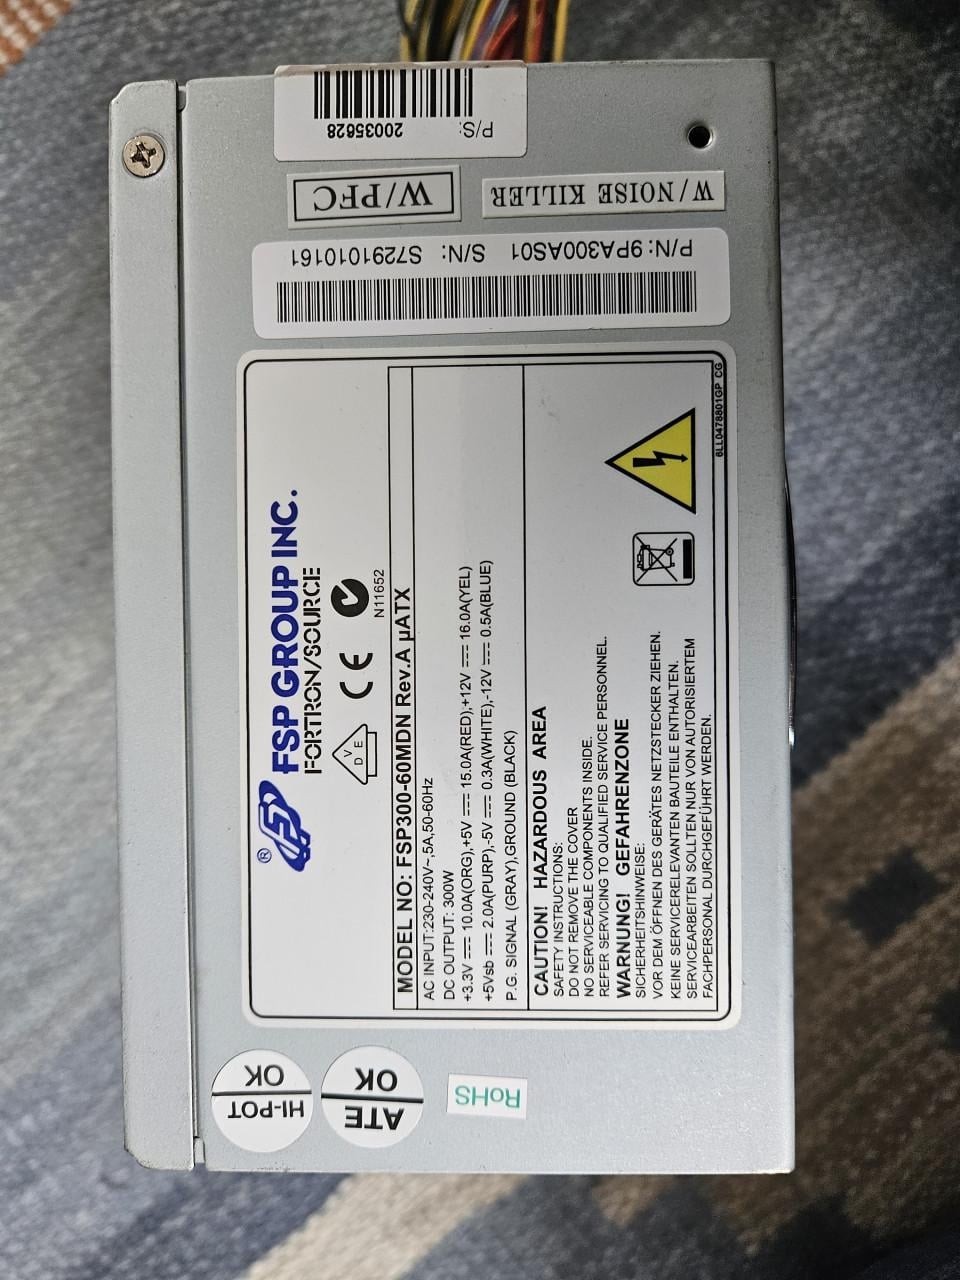 P/S: 20035628
W/PFC
W/NOISE KILLER
P/N: 9PA300AS01 S/N: S7291010161
® FSP GROUP INC.
FORTRON/SOURCE
DVE CE N11652
MODEL NO: FSP300-60MDN Rev.A µATX
AC INPUT:230-240V~,5A,50-60Hz
DC OUTPUT: 300W
+3.3V ⎓ 10.0A(ORG),+5V ⎓ 15.0A(RED),+12V ⎓ 16.0A(YEL)
+5Vsb ⎓ 2.0A(PURP),-5V ⎓ 0.3A(WHITE),-12V ⎓ 0.5A(BLUE)
P.G. SIGNAL (GRAY),GROUND (BLACK)
CAUTION! HAZARDOUS AREA
SAFETY INSTRUCTIONS:
DO NOT REMOVE THE COVER
NO SERVICEABLE COMPONENTS INSIDE.
REFER SERVICING TO QUALIFIED SERVICE PERSONNEL.
WARNUNG! GEFAHRENZONE
SICHERHEITSHINWEISE:
VOR DEM ÖFFNEN DES GERÄTES NETZSTECKER ZIEHEN.
KEINE SERVICERELEVANTEN BAUTEILE ENTHALTEN.
SERVICEARBEITEN SOLLTEN NUR VON AUTORISIERTEM
FACHPERSONAL DURCHGEFÜHRT WERDEN.
6LL0478801GP CG
HI-POT
OK
ATE
OK
RoHS